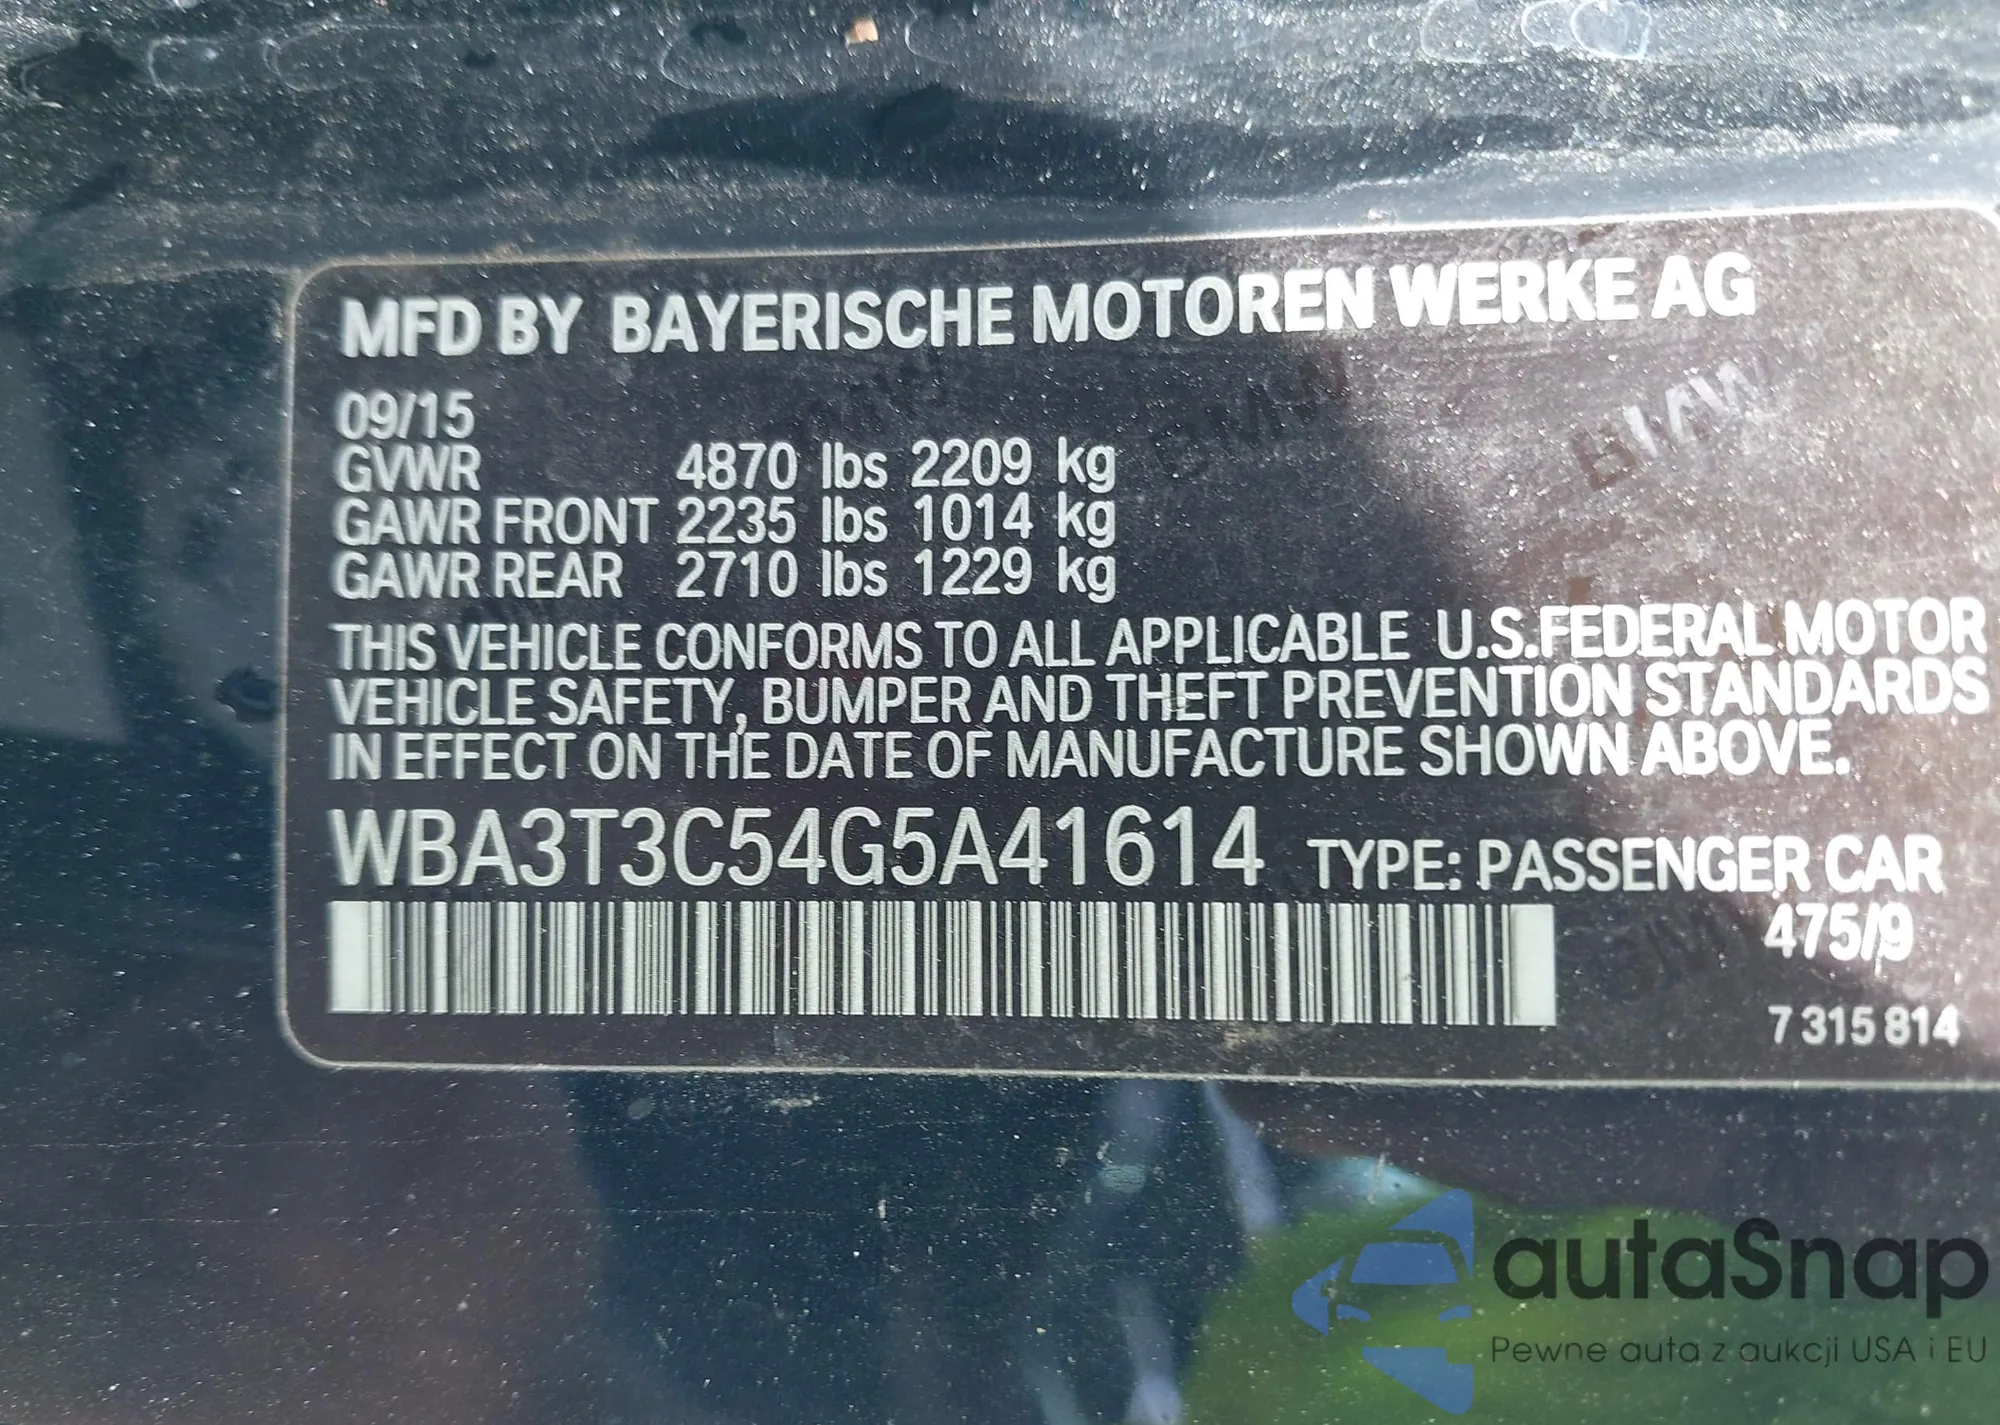 MFD BY BAYERISCHE MOTOREN WERKE AG
09/15
GVWR 4870 lbs 2209 kg
GAWR FRONT 2235 lbs 1014 kg
GAWR REAR 2710 lbs 1229 kg
THIS VEHICLE CONFORMS TO ALL APPLICABLE U.S.FEDERAL MOTOR
VEHICLE SAFETY, BUMPER AND THEFT PREVENTION STANDARDS
IN EFFECT ON THE DATE OF MANUFACTURE SHOWN ABOVE.
WBA3T3C54G5A41614 TYPE: PASSENGER CAR
475/9
7 315 814
BMW
autaSnap
Pewne auta z aukcji USA i EU